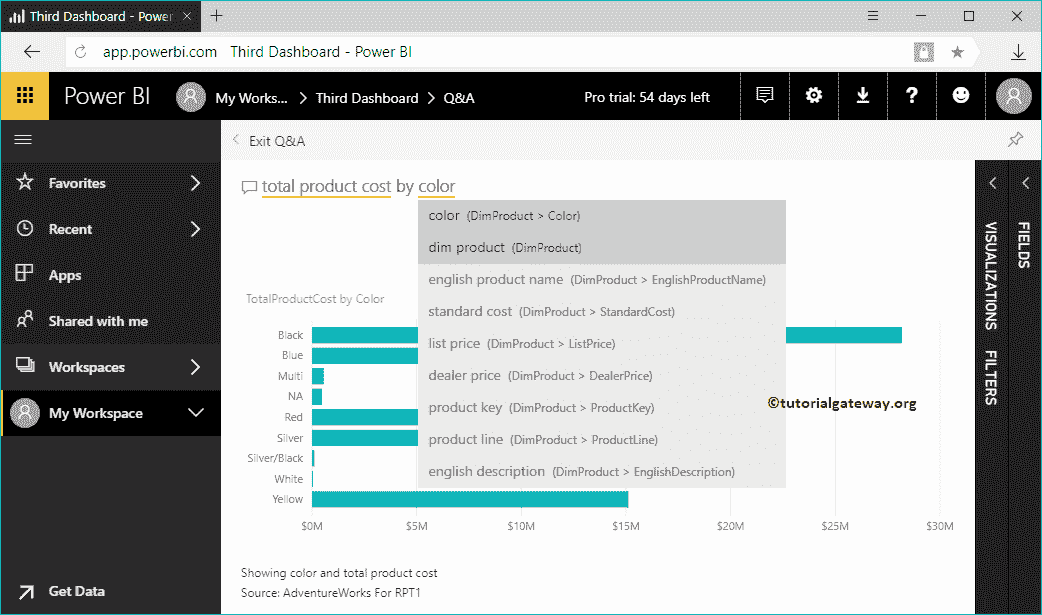 Third Dashboard - Power
app.powerbi.com Third Dashboard - Power BI
Power BI My Works... Third Dashboard Q&A Pro trial: 54 days left ?
Exit Q&A
Favorites
Recent
Apps
Shared with me
Workspaces
My Workspace
Get Data
total product cost by color
color (DimProduct > Color)
dim product (DimProduct)
english product name (DimProduct > EnglishProductName)
standard cost (DimProduct > StandardCost)
list price (DimProduct > ListPrice)
dealer price (DimProduct > DealerPrice)
product key (DimProduct > ProductKey)
product line (DimProduct > ProductLine)
english description (DimProduct > EnglishDescription)
TotalProductCost by Color
Black
Blue
Multi
NA
Red
Silver
Silver/Black
White
Yellow
$0M $5M $10M $15M $20M $25M $30M
©tutorialgateway.org
Showing color and total product cost
Source: AdventureWorks For RPT1
VISUALIZATIONS
FILTERS
FIELDS